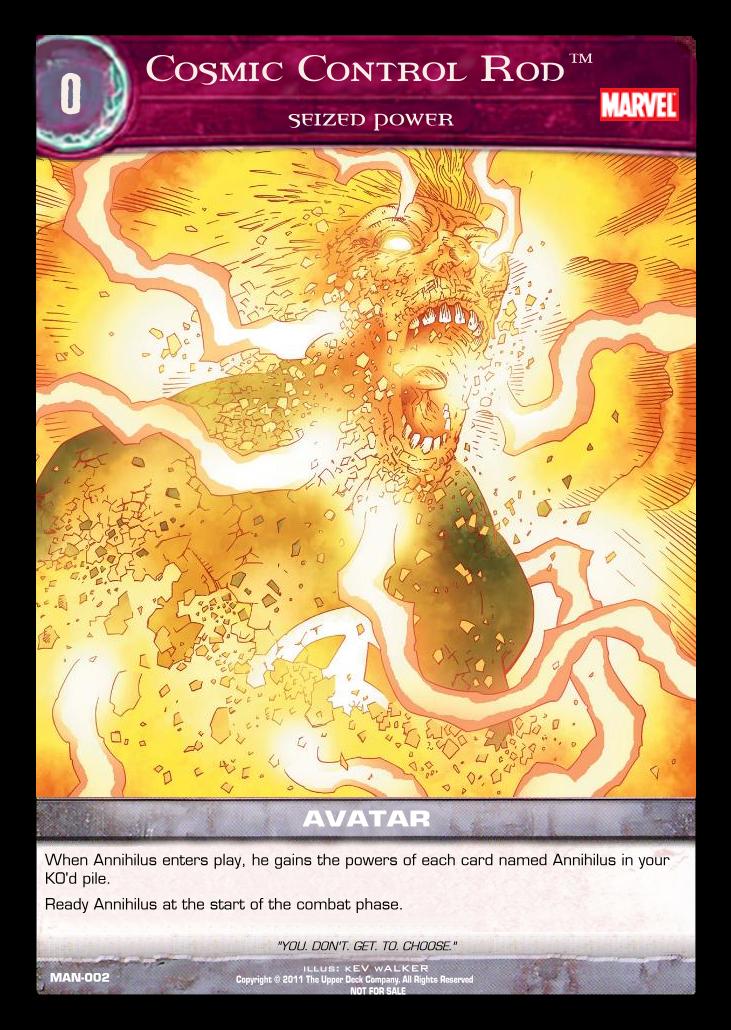 0
Cosmic Control Rod™
SEIZED POWER
MARVEL
AVATAR
When Annihilus enters play, he gains the powers of each card named Annihilus in your
KO'd pile.
Ready Annihilus at the start of the combat phase.
"YOU. DON'T. GET. TO. CHOOSE."
ILLUS: KEV WALKER
MAN-002
Copyright © 2011 The Upper Deck Company. All Rights Reserved
NOT FOR SALE